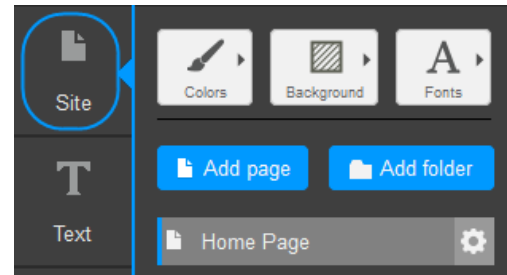 Site
Text
Colors
Background
A
Fonts
Add page
Add folder
Home Page